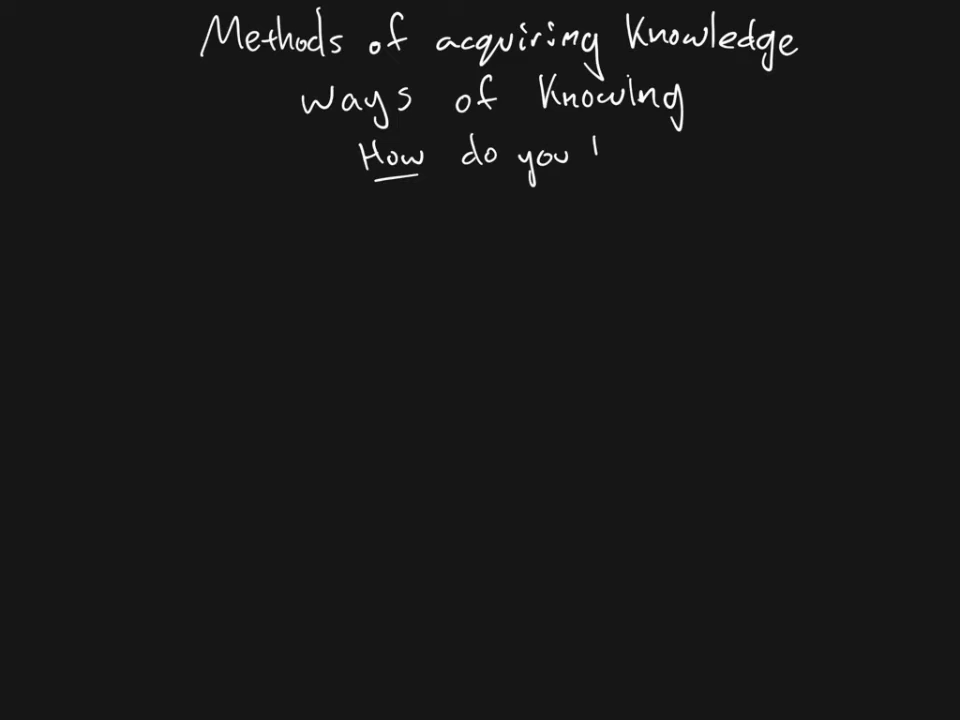 Methods of acquiring Knowledge
ways of Knowing
How do you